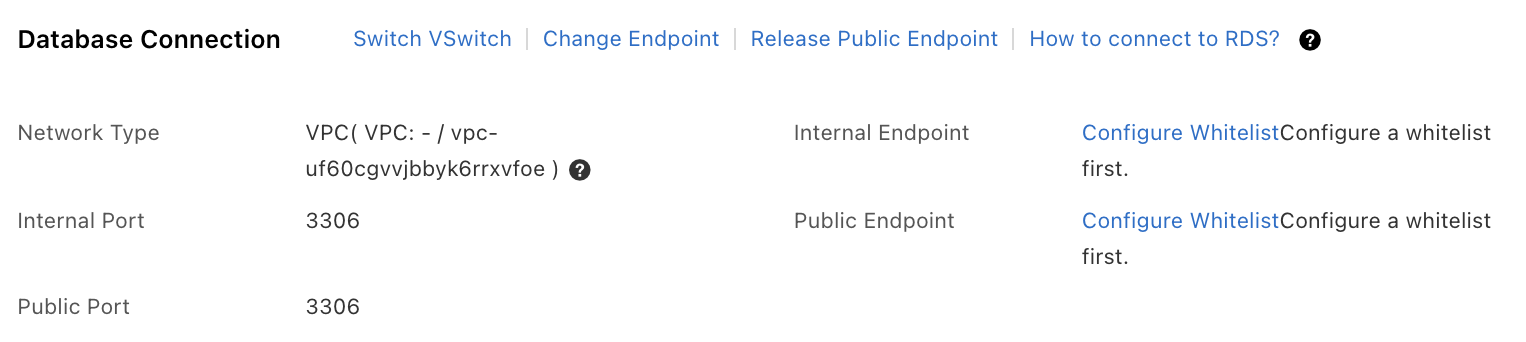 Database Connection Switch VSwitch Change Endpoint Release Public Endpoint How to connect to RDS? ?
Network Type VPC( VPC: - / vpc- Internal Endpoint Configure WhitelistConfigure a whitelist
uf60cgvvjbbyk6rrxvfoe ) ? first.
Internal Port 3306 Public Endpoint Configure WhitelistConfigure a whitelist
first.
Public Port 3306